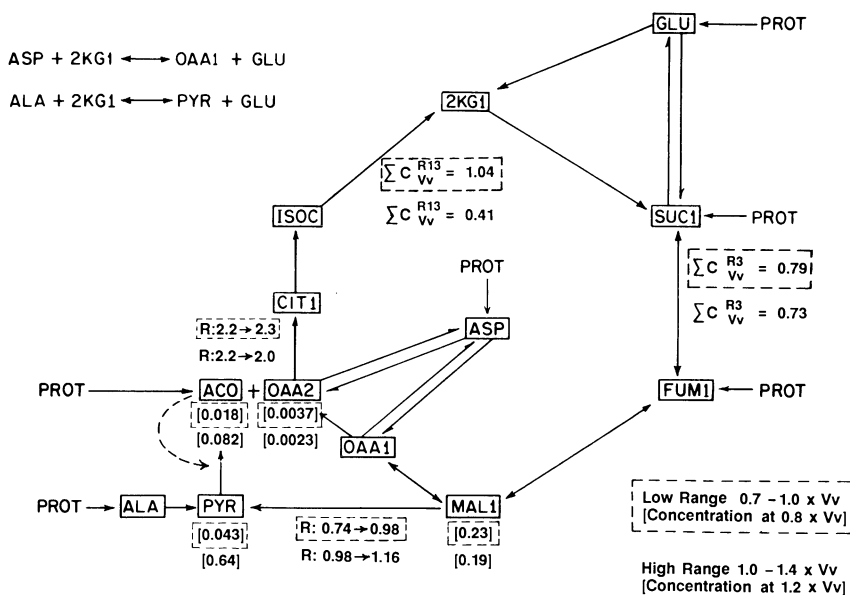 GLU
PROT
ASP + 2KG1 ⟷ OAA1 + GLU
ALA + 2KG1 ⟷ PYR + GLU
2KG1
∑ C R13 Vv = 1.04
ISOC
∑ C R13 Vv = 0.41
SUC1
PROT
PROT
∑ C R3 Vv = 0.79
CIT1
∑ C R3 Vv = 0.73
R:2.2→2.3
ASP
R:2.2→2.0
PROT
ACO + OAA2
FUM1
PROT
[0.018]
[0.0037]
[0.082]
[0.0023]
OAA1
PROT
ALA
PYR
MAL1
Low Range 0.7 – 1.0 x Vv
[Concentration at 0.8 x Vv]
R: 0.74→0.98
[0.043]
[0.23]
R: 0.98→1.16
[0.64]
[0.19]
High Range 1.0 – 1.4 x Vv
[Concentration at 1.2 x Vv]